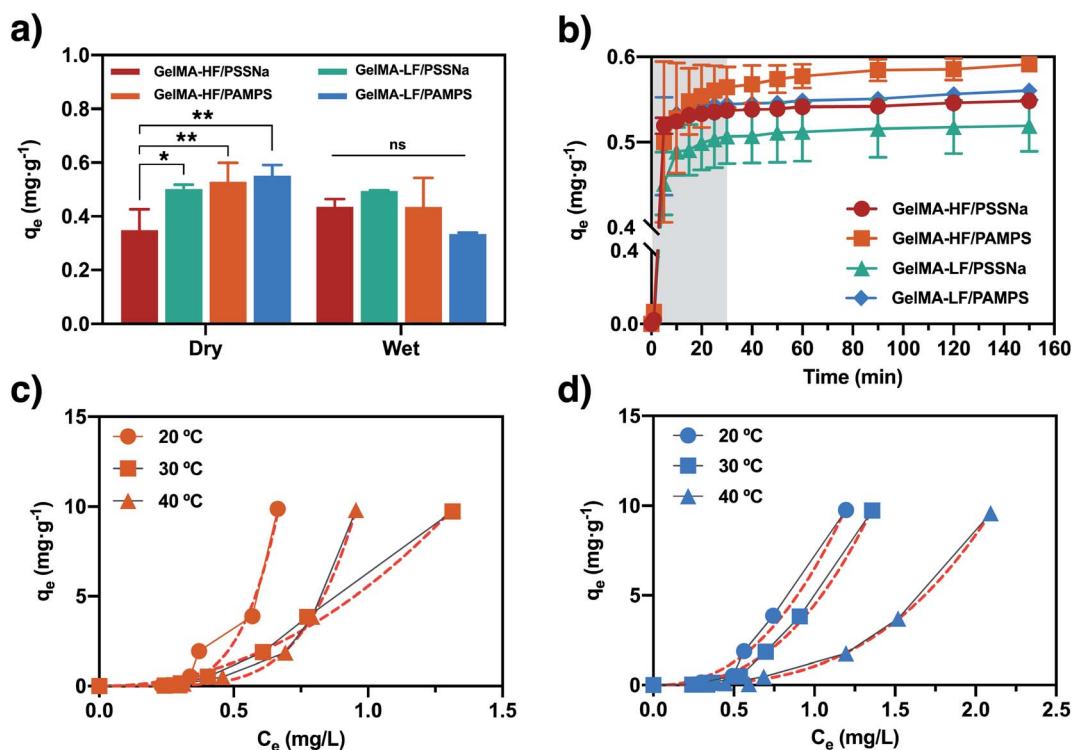 a)
qe (mg·g-1)
1.0
0.8
0.6
0.4
0.2
0.0
GelMA-HF/PSSNa
GelMA-LF/PSSNa
GelMA-HF/PAMPS
GelMA-LF/PAMPS
**
**
*
ns
Dry
Wet
b)
qe (mg·g-1)
0.6
0.5
0.4
0.4
0.0
GelMA-HF/PSSNa
GelMA-HF/PAMPS
GelMA-LF/PSSNa
GelMA-LF/PAMPS
0 20 40 60 80 100 120 140 160
Time (min)
c)
qe (mg·g-1)
15
10
5
0
20 ºC
30 ºC
40 ºC
0.0 0.5 1.0 1.5
Ce (mg/L)
d)
qe (mg·g-1)
15
10
5
0
20 ºC
30 ºC
40 ºC
0.0 0.5 1.0 1.5 2.0 2.5
Ce (mg/L)